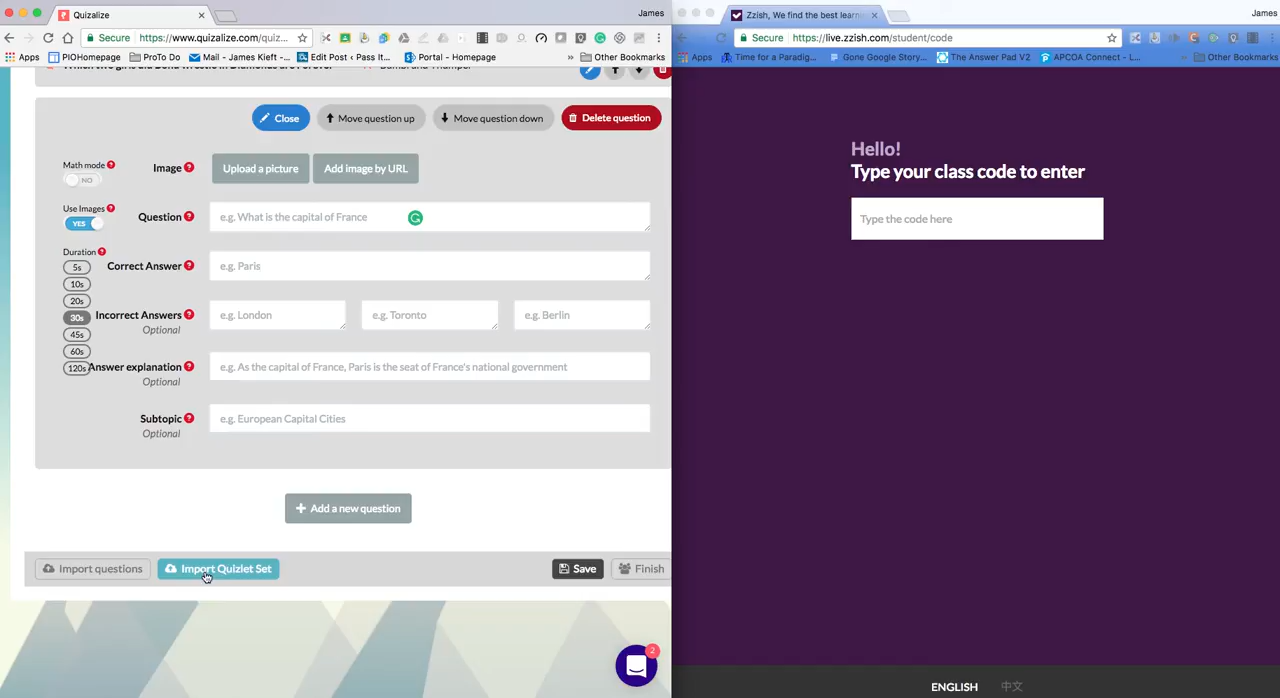 Quizalize
James
Secure
https://www.quizalize.com/quiz...
Apps
PIOHomepage
ProTo Do
Mail - James Kieft -...
Edit Post ‹ Pass It...
Portal - Homepage
»
Other Bookmarks
Close
Move question up
Move question down
Delete question
Math mode ?
NO
Image ?
Upload a picture
Add image by URL
Use Images ?
YES
Question ?
e.g. What is the capital of France
Duration ?
5s
10s
20s
30s
45s
60s
120s
Correct Answer ?
e.g. Paris
Incorrect Answers ?
Optional
e.g. London
e.g. Toronto
e.g. Berlin
Answer explanation ?
Optional
e.g. As the capital of France, Paris is the seat of France's national government
Subtopic ?
Optional
e.g. European Capital Cities
+ Add a new question
Import questions
Import Quizlet Set
Save
Finish
2
Zzish, We find the best learni
James
Secure
https://live.zzish.com/student/code
Apps
Time for a Paradig...
Gone Google Story...
The Answer Pad V2
APCOA Connect - L...
»
Other Bookmarks
Hello!
Type your class code to enter
Type the code here
ENGLISH
中文